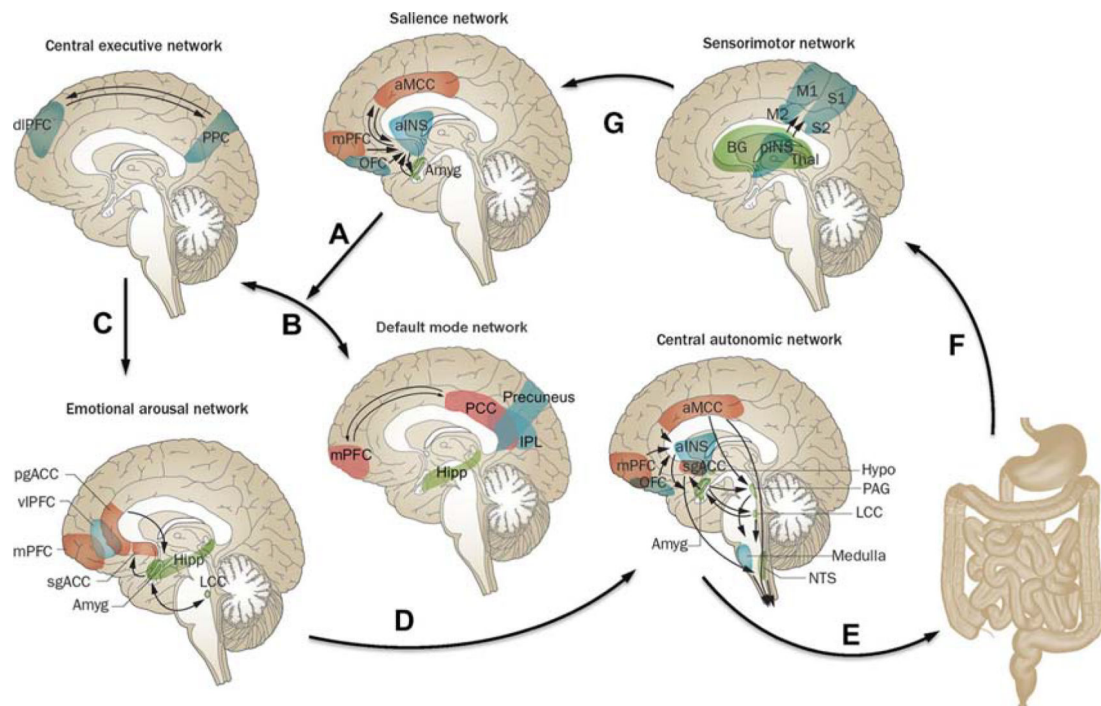 Salience network
Central executive network
Sensorimotor network
aMCC
M1
S1
dlPFC
PPC
aINS
M2
S2
G
mPFC
OFC
Amyg
BG
pINS
Thal
A
C
B
F
Default mode network
Central autonomic network
Emotional arousal network
Precuneus
PCC
IPL
mPFC
Hipp
aMCC
aINS
sgACC
mPFC
OFC
Hypo
PAG
LCC
Amyg
Medulla
NTS
pgACC
vlPFC
mPFC
Hipp
sgACC
LCC
Amyg
D
E